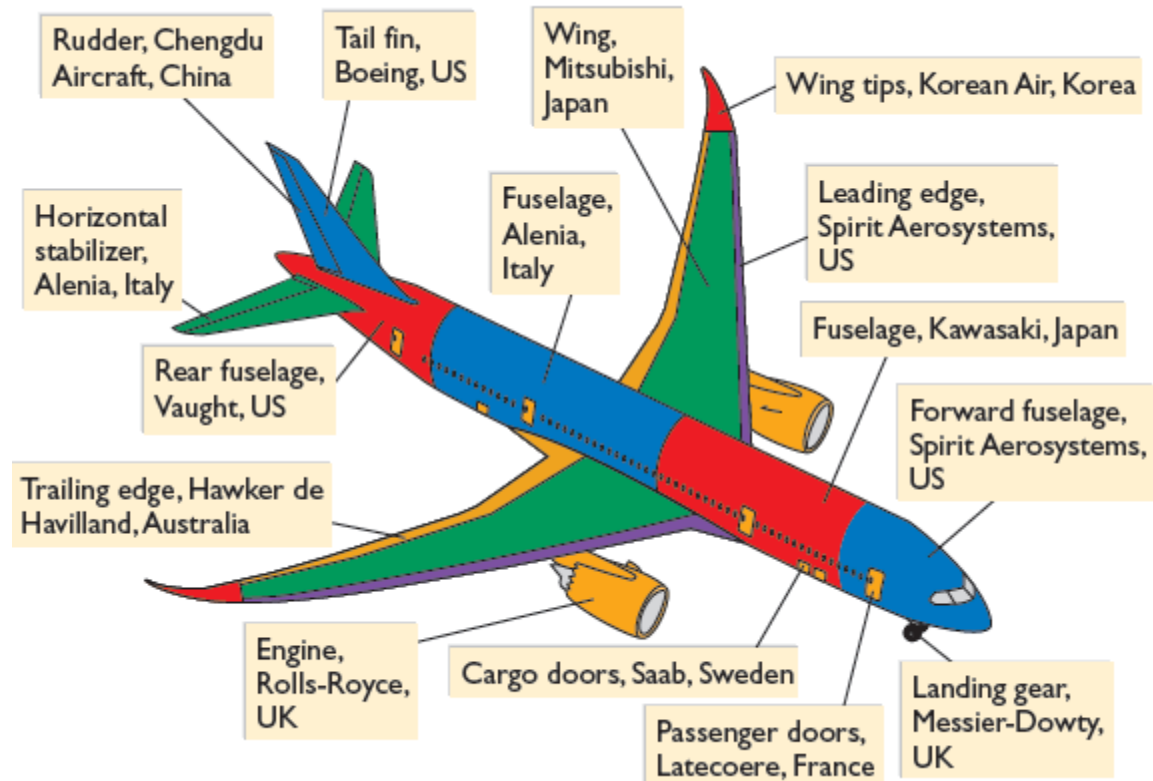 Rudder, Chengdu
Aircraft, China
Tail fin,
Boeing, US
Wing,
Mitsubishi,
Japan
Wing tips, Korean Air, Korea
Horizontal
stabilizer,
Alenia, Italy
Fuselage,
Alenia,
Italy
Leading edge,
Spirit Aerosystems,
US
Fuselage, Kawasaki, Japan
Rear fuselage,
Vaught, US
Forward fuselage,
Spirit Aerosystems,
US
Trailing edge, Hawker de
Havilland, Australia
Engine,
Rolls-Royce,
UK
Cargo doors, Saab, Sweden
Passenger doors,
Latecoere, France
Landing gear,
Messier-Dowty,
UK